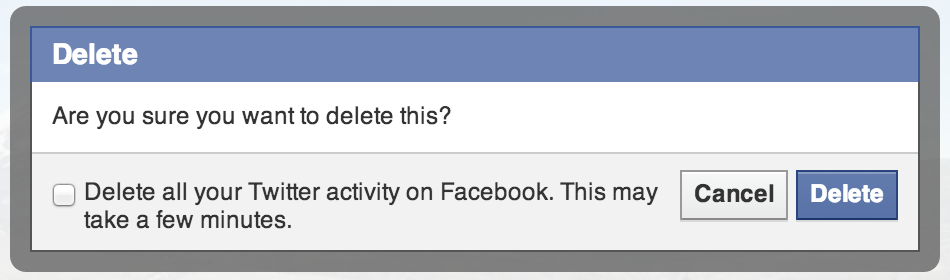 Delete
Are you sure you want to delete this?
Delete all your Twitter activity on Facebook. This may
take a few minutes.
Cancel
Delete